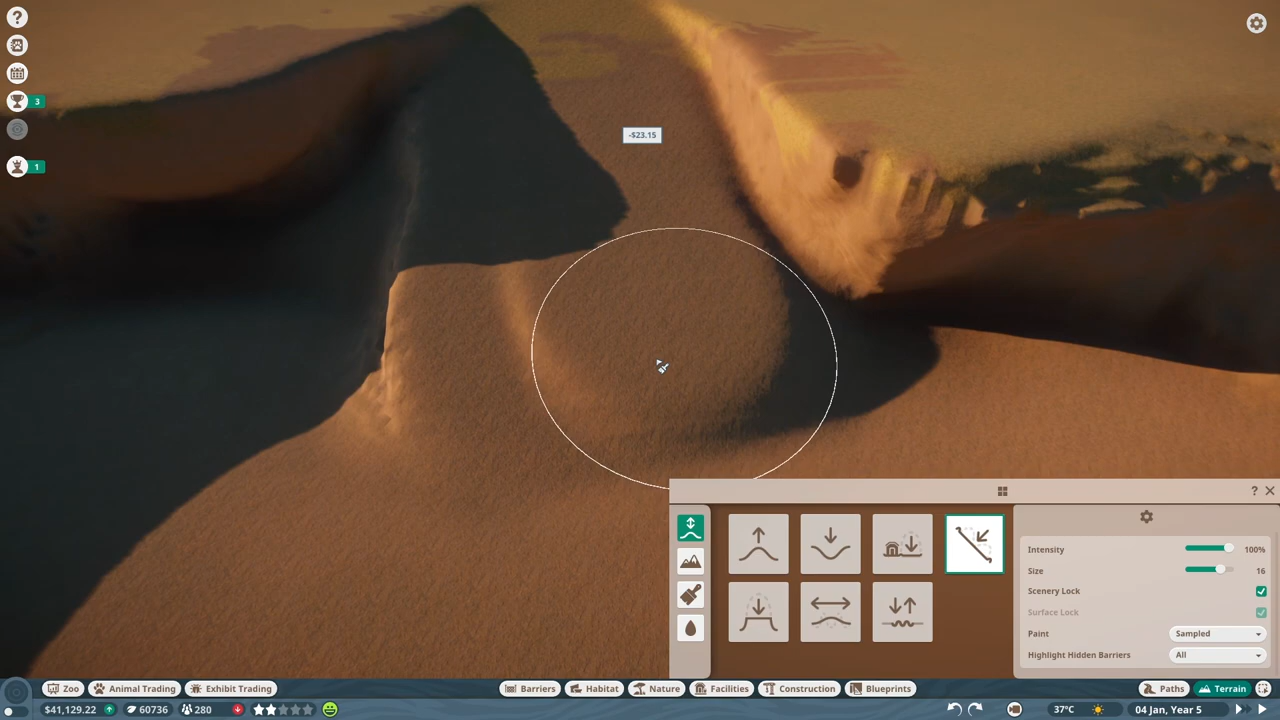 ?
3
1
-$23.15
?
Intensity 100%
Size 16
Scenery Lock
Surface Lock
Paint Sampled
Highlight Hidden Barriers All
Zoo Animal Trading Exhibit Trading Barriers Habitat Nature Facilities Construction Blueprints Paths Terrain
$41,129.22 60736 280 37°C 04 Jan, Year 5